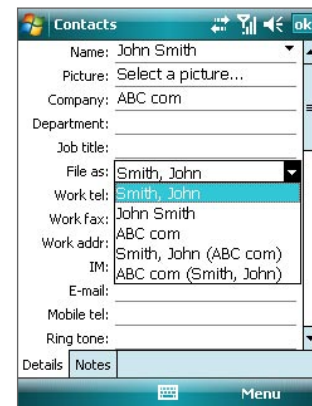 Contacts ok
Name: John Smith
Picture: Select a picture...
Company: ABC com
Department:
Job title:
File as: Smith, John
Work tel: Smith, John
Work fax: John Smith
Work addr: ABC com
Smith, John (ABC com)
IM: ABC com (Smith, John)
E-mail:
Mobile tel:
Ring tone:
Details Notes
Menu